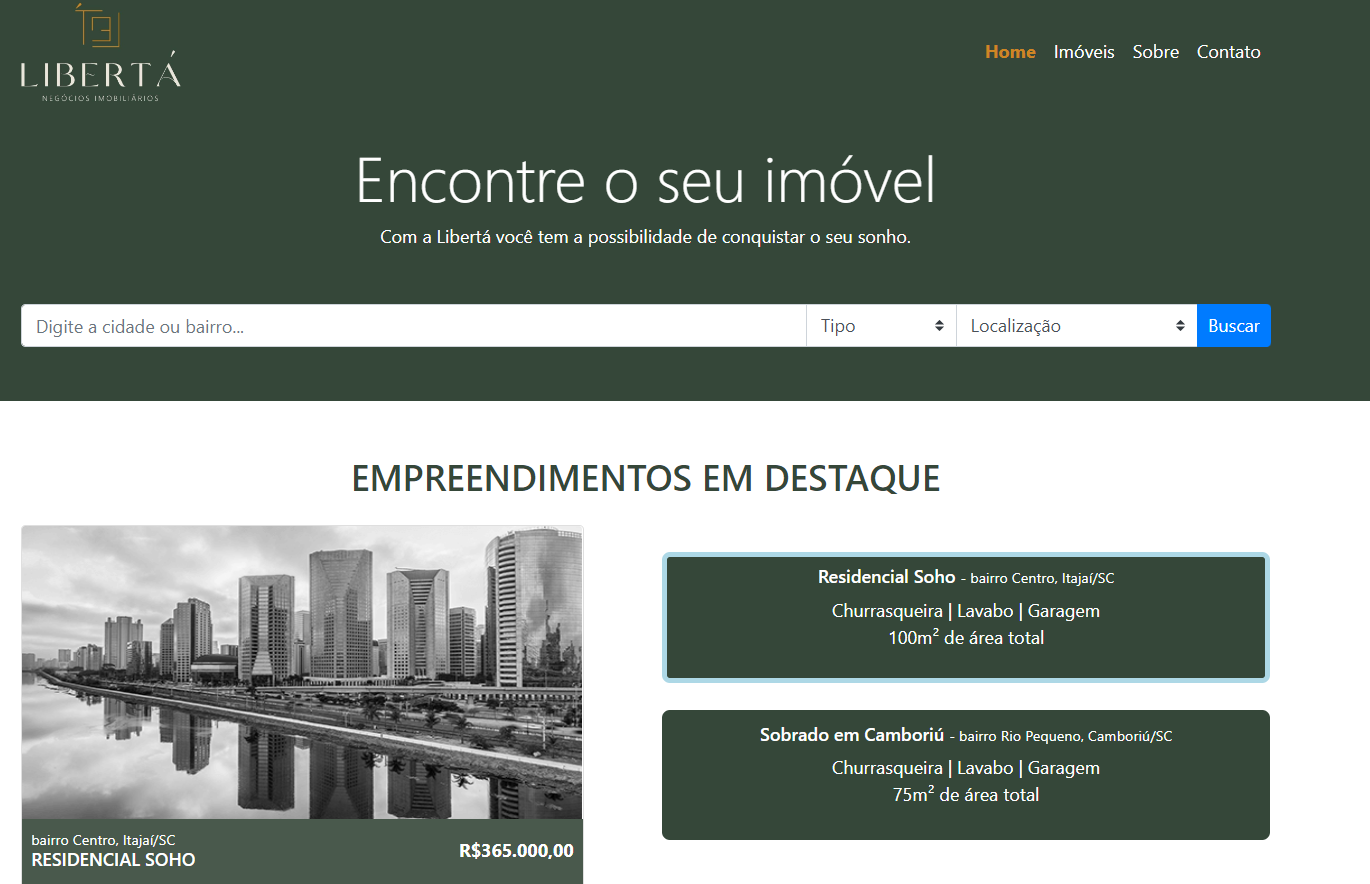 LIBERTÁ
NEGÓCIOS IMOBILIÁRIOS
Home Imóveis Sobre Contato
Encontre o seu imóvel
Com a Libertá você tem a possibilidade de conquistar o seu sonho.
Digite a cidade ou bairro... Tipo Localização Buscar
EMPREENDIMENTOS EM DESTAQUE
Residencial Soho - bairro Centro, Itajaí/SC
Churrasqueira | Lavabo | Garagem
100m² de área total
Sobrado em Camboriú - bairro Rio Pequeno, Camboriú/SC
Churrasqueira | Lavabo | Garagem
75m² de área total
bairro Centro, Itajaí/SC
RESIDENCIAL SOHO
R$365.000,00